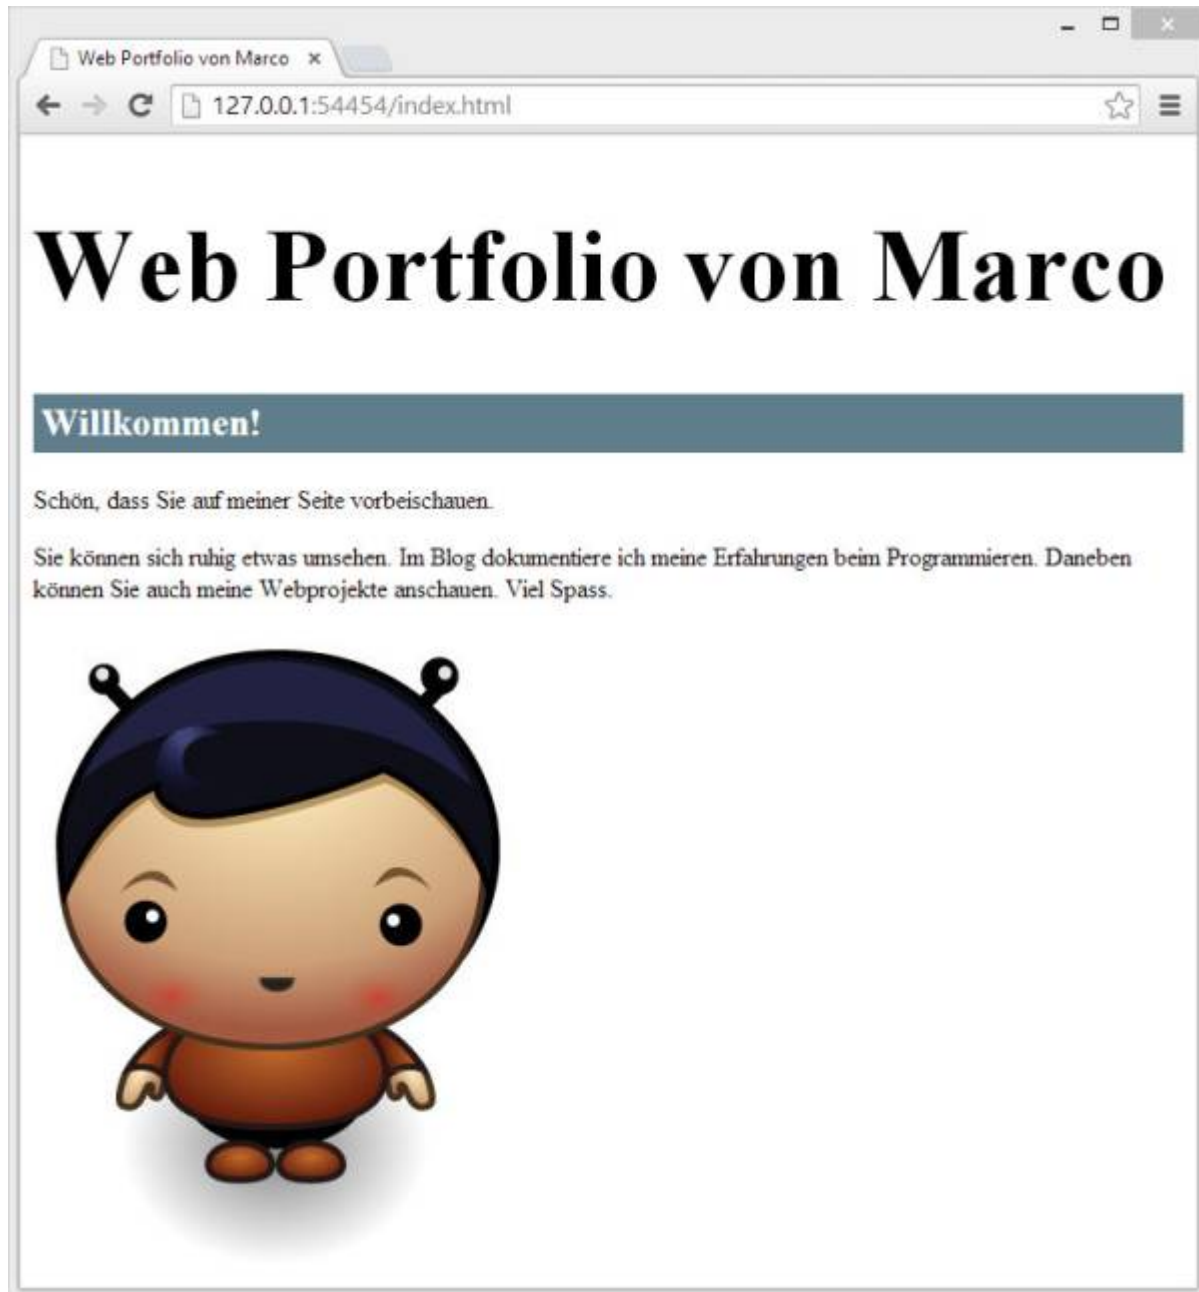 Web Portfolio von Marco
127.0.0.1:54454/index.html
Web Portfolio von Marco
Willkommen!
Schön, dass Sie auf meiner Seite vorbeischauen.
Sie können sich ruhig etwas umsehen. Im Blog dokumentiere ich meine Erfahrungen beim Programmieren. Daneben
können Sie auch meine Webprojekte anschauen. Viel Spass.